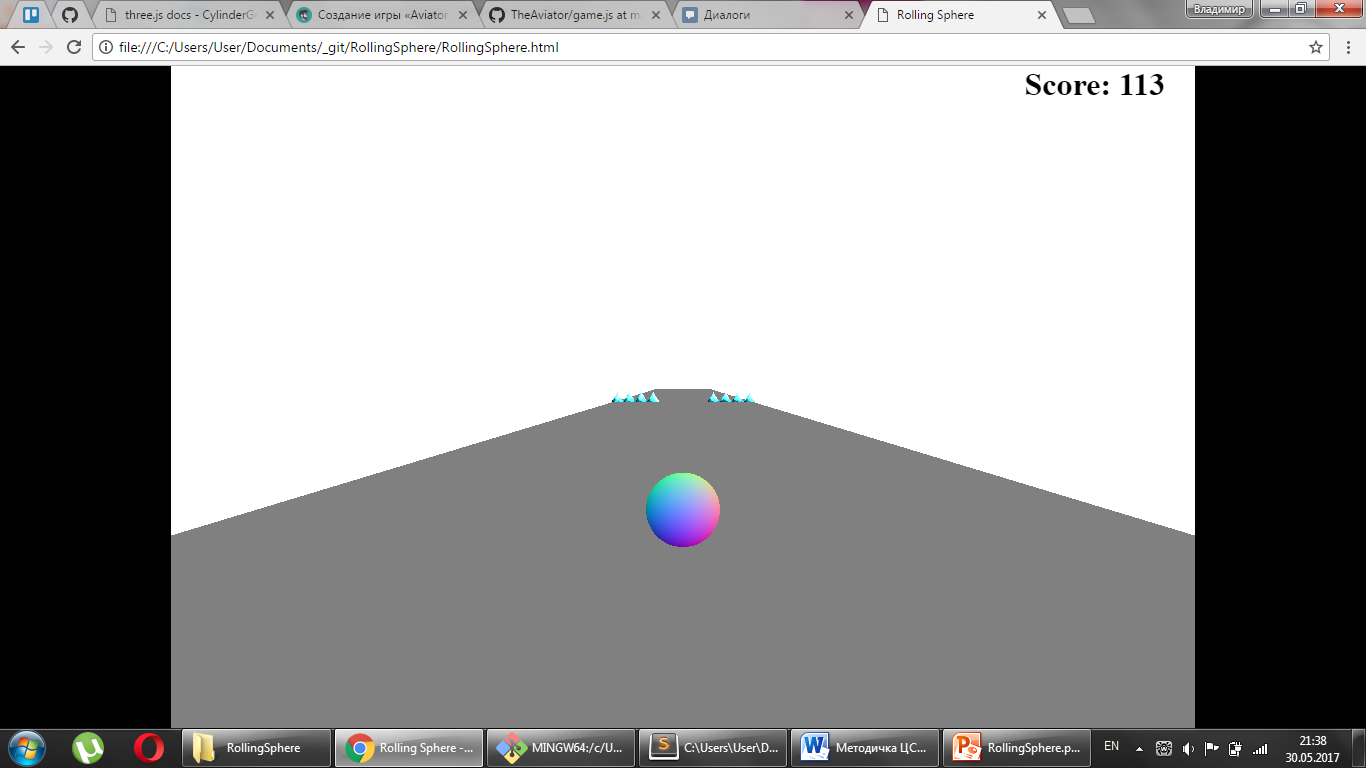 three.js docs - CylinderGe
Создание игры «Aviator
TheAviator/game.js at m
Диалоги
Rolling Sphere
Владимир
file:///C:/Users/User/Documents/_git/RollingSphere/RollingSphere.html
Score: 113
RollingSphere
Rolling Sphere -...
MINGW64:/c/U...
C:\Users\User\D...
Методичка ЦС...
RollingSphere.p...
EN
21:38
30.05.2017